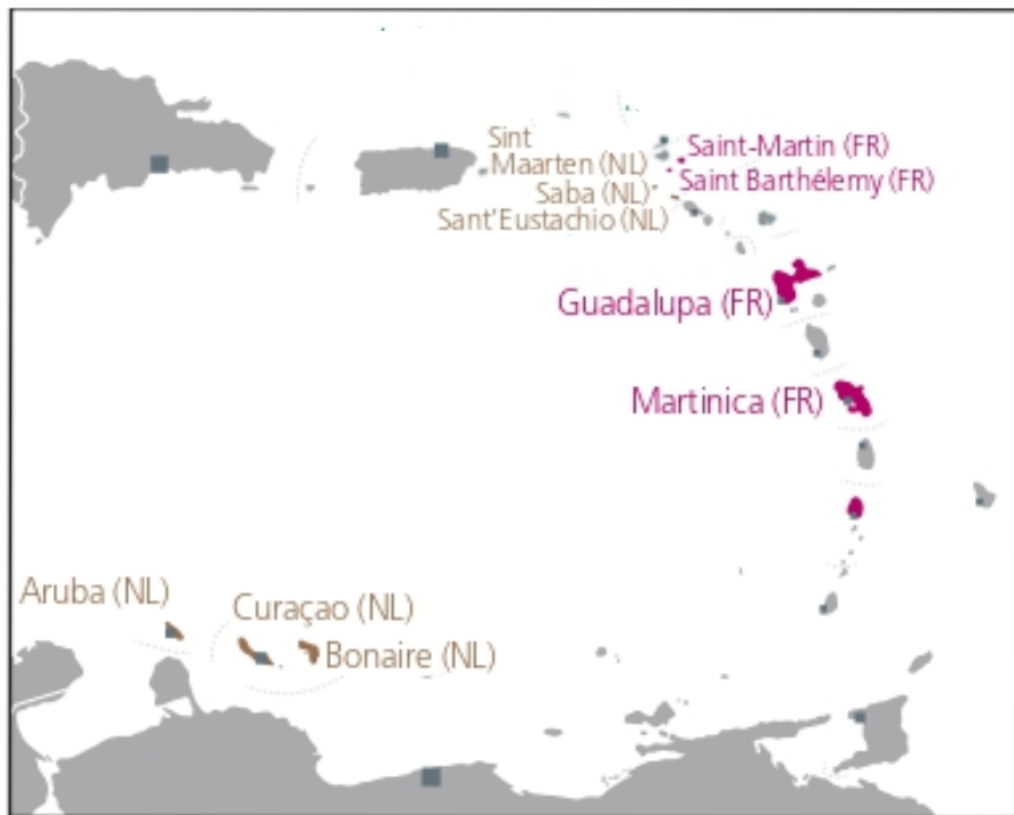 Sint
Maarten (NL)
Saint-Martin (FR)
Saint Barthélemy (FR)
Saba (NL)
Sant'Eustachio (NL)
Guadalupa (FR)
Martinica (FR)
Aruba (NL)
Curaçao (NL)
Bonaire (NL)